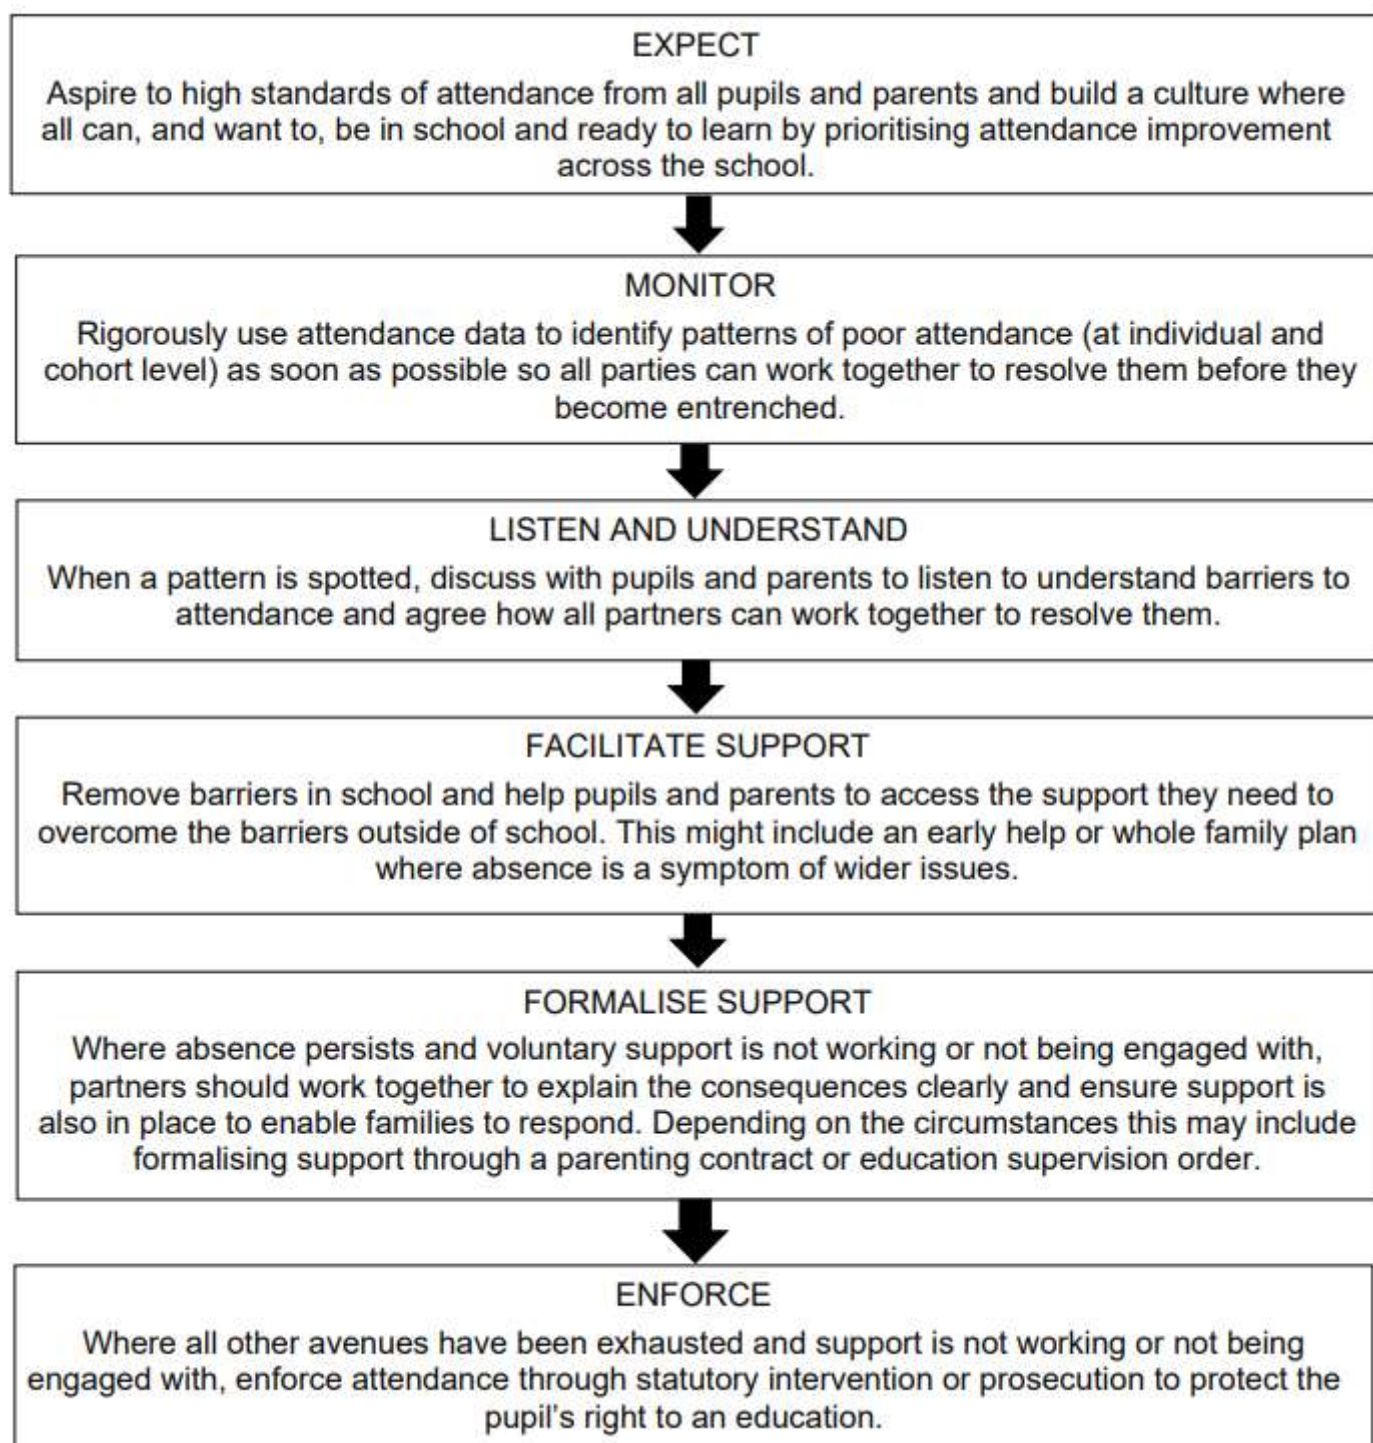 EXPECT
Aspire to high standards of attendance from all pupils and parents and build a culture where
all can, and want to, be in school and ready to learn by prioritising attendance improvement
across the school.
MONITOR
Rigorously use attendance data to identify patterns of poor attendance (at individual and
cohort level) as soon as possible so all parties can work together to resolve them before they
become entrenched.
LISTEN AND UNDERSTAND
When a pattern is spotted, discuss with pupils and parents to listen to understand barriers to
attendance and agree how all partners can work together to resolve them.
FACILITATE SUPPORT
Remove barriers in school and help pupils and parents to access the support they need to
overcome the barriers outside of school. This might include an early help or whole family plan
where absence is a symptom of wider issues.
FORMALISE SUPPORT
Where absence persists and voluntary support is not working or not being engaged with,
partners should work together to explain the consequences clearly and ensure support is
also in place to enable families to respond. Depending on the circumstances this may include
formalising support through a parenting contract or education supervision order.
ENFORCE
Where all other avenues have been exhausted and support is not working or not being
engaged with, enforce attendance through statutory intervention or prosecution to protect the
pupil's right to an education.